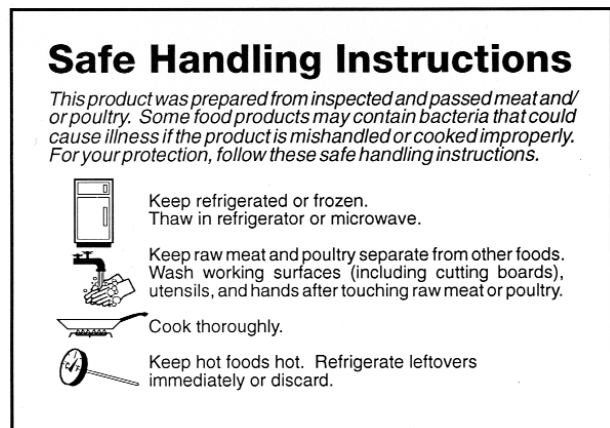 Safe Handling Instructions
This product was prepared from inspected and passed meat and/
or poultry. Some food products may contain bacteria that could
cause illness if the product is mishandled or cooked improperly.
For your protection, follow these safe handling instructions.
Keep refrigerated or frozen.
Thaw in refrigerator or microwave.
Keep raw meat and poultry separate from other foods.
Wash working surfaces (including cutting boards),
utensils, and hands after touching raw meat or poultry.
Cook thoroughly.
Keep hot foods hot. Refrigerate leftovers
immediately or discard.